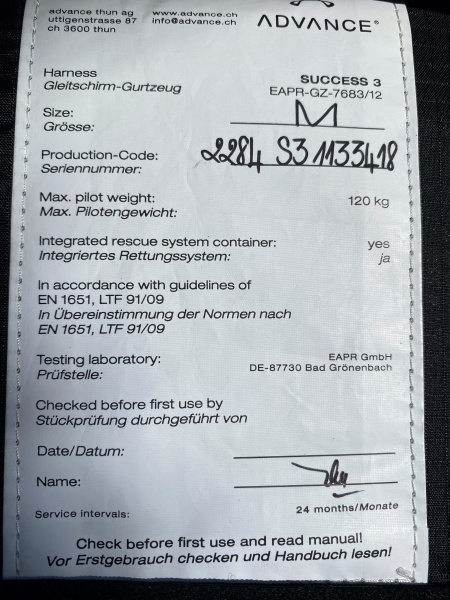 advance thun ag www.advance.ch
uttigenstrasse 87 info@advance.ch
ch 3600 thun
ADVANCE®
Harness SUCCESS 3
Gleitschirm-Gurtzeug EAPR-GZ-7683/12
Size: M
Grösse:
Production-Code: 2284 S3 1133418
Seriennummer:
Max. pilot weight: 120 kg
Max. Pilotengewicht:
Integrated rescue system container: yes
Integriertes Rettungssystem: ja
In accordance with guidelines of
EN 1651, LTF 91/09
In Übereinstimmung der Normen nach
EN 1651, LTF 91/09
Testing laboratory: EAPR GmbH
Prüfstelle: DE-87730 Bad Grönenbach
Checked before first use by
Stückprüfung durchgeführt von
Date/Datum:
Name:
Service intervals: 24 months/Monate
Check before first use and read manual!
Vor Erstgebrauch checken und Handbuch lesen!